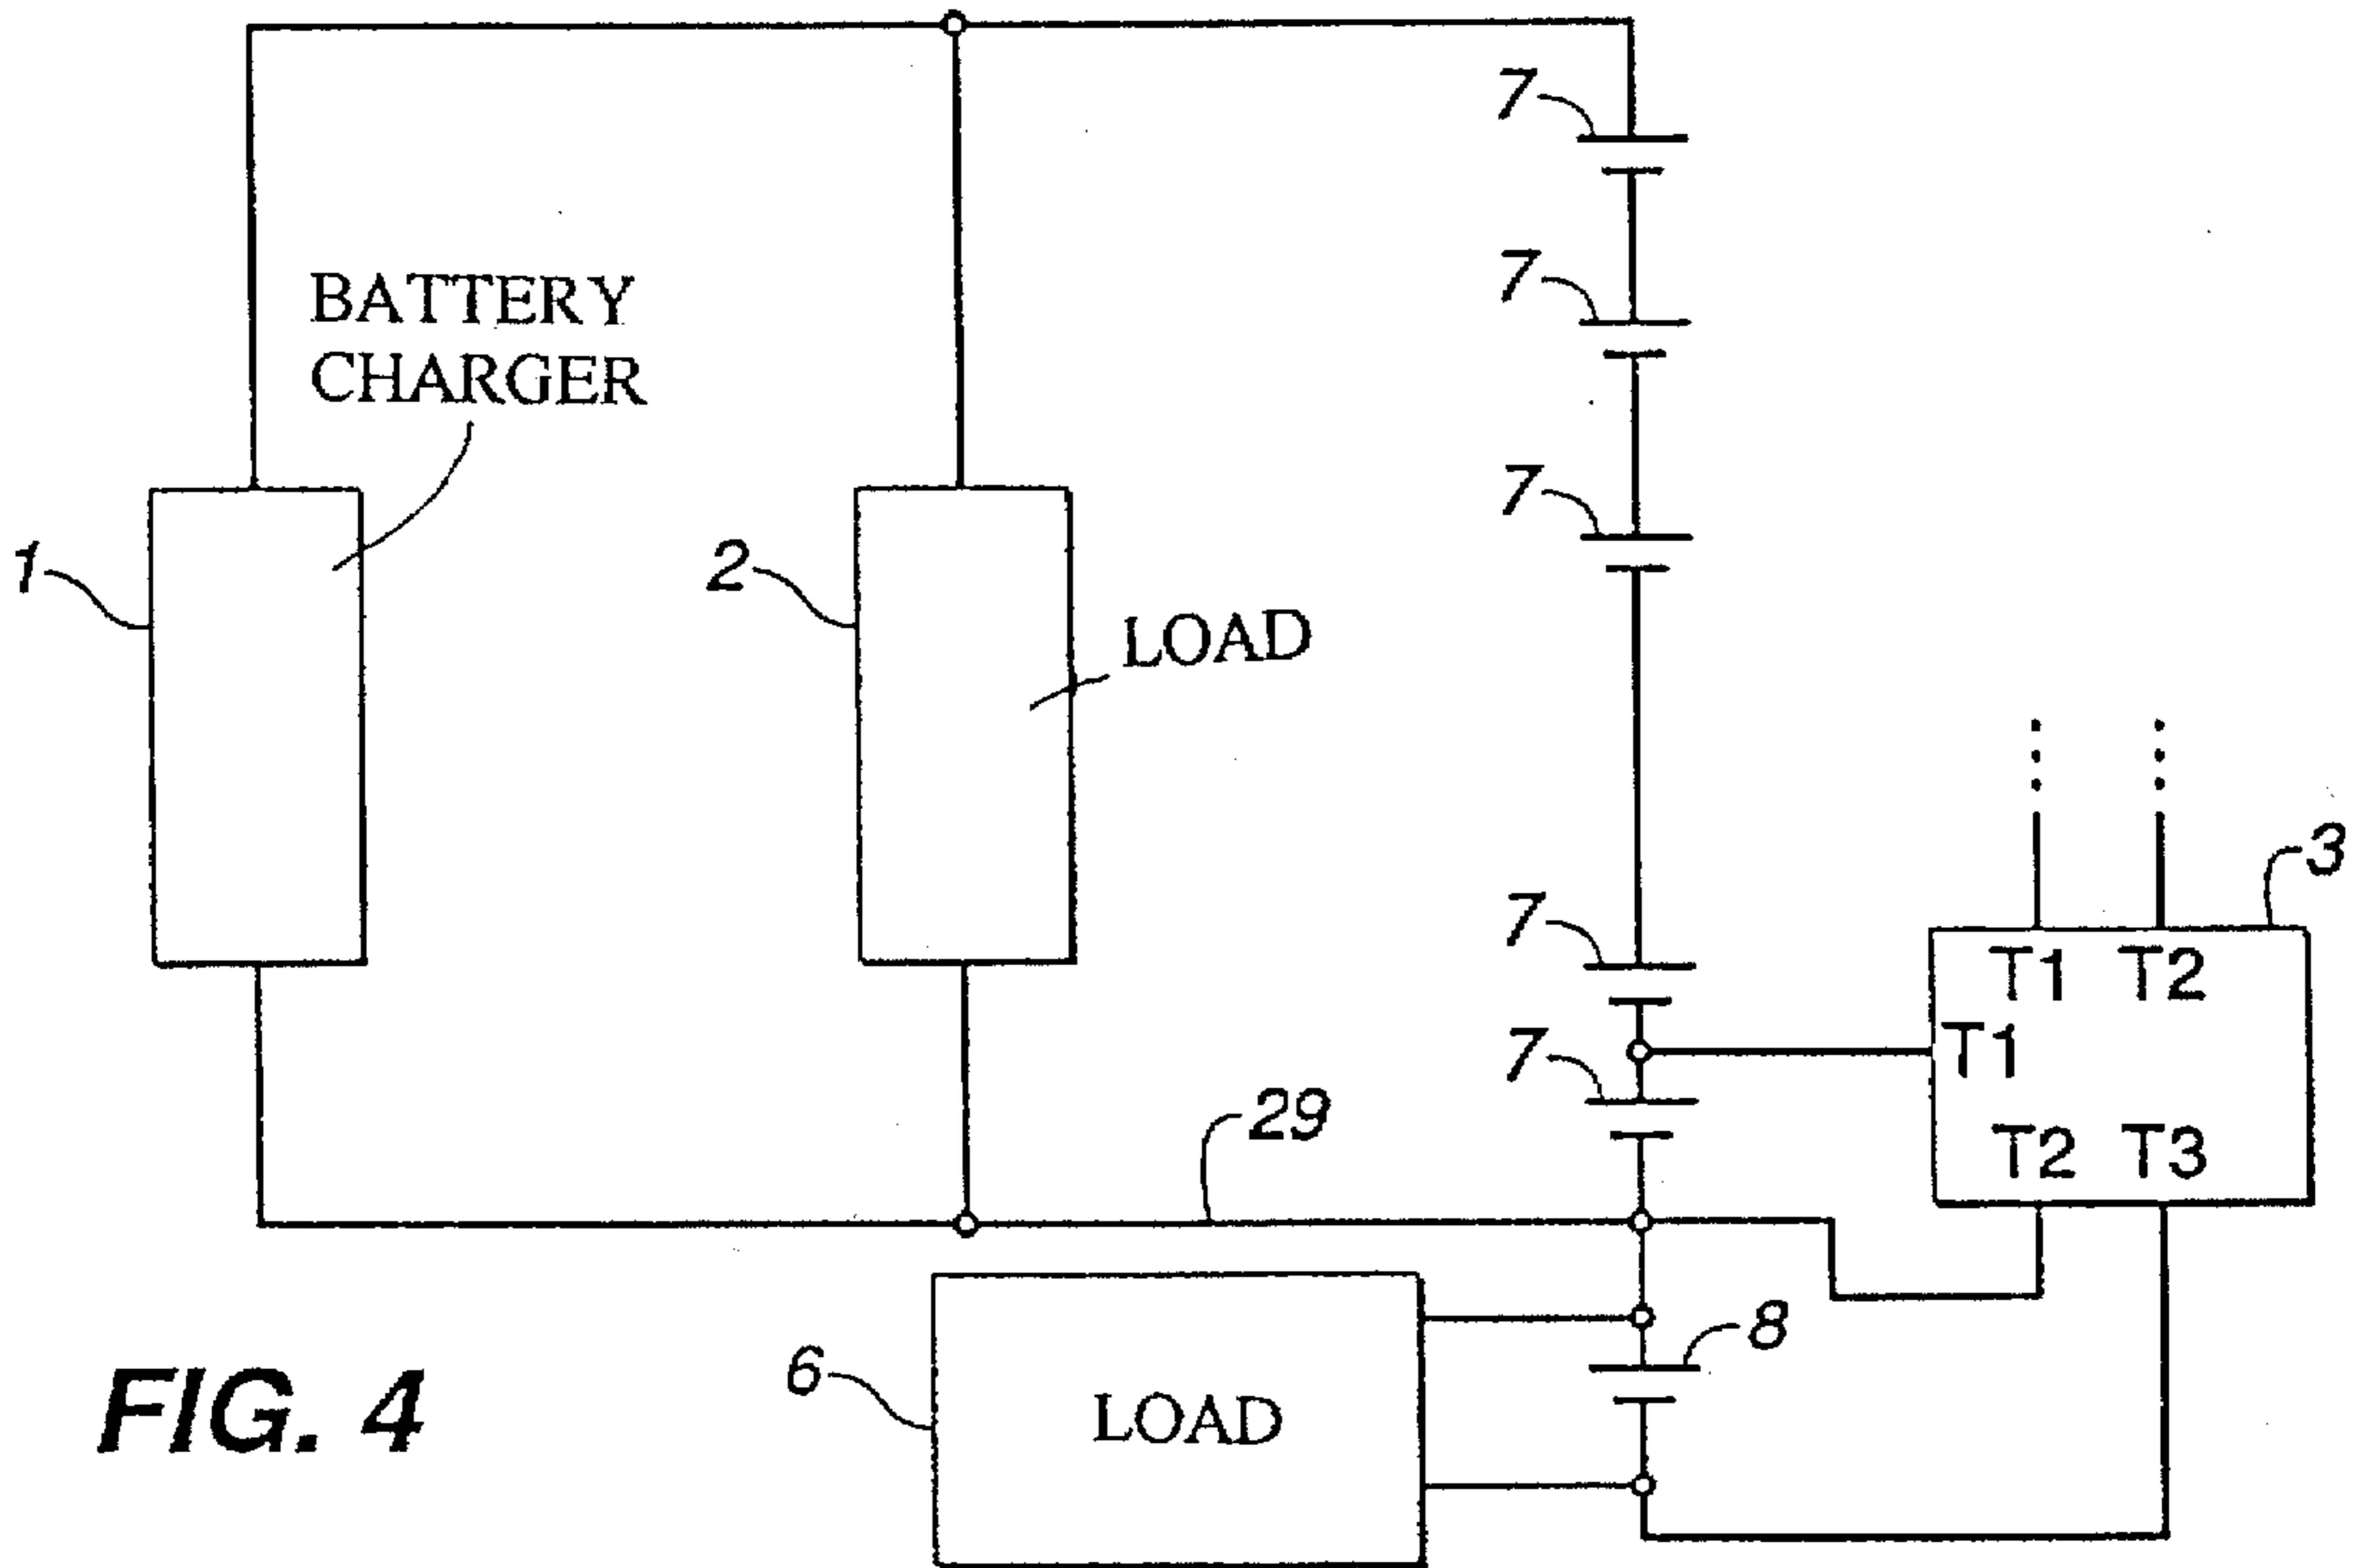 7
7
BATTERY
CHARGER
7
1
2
LOAD
3
7
T1 T2
T1
7
29
T2 T3
8
6
LOAD
FIG. 4